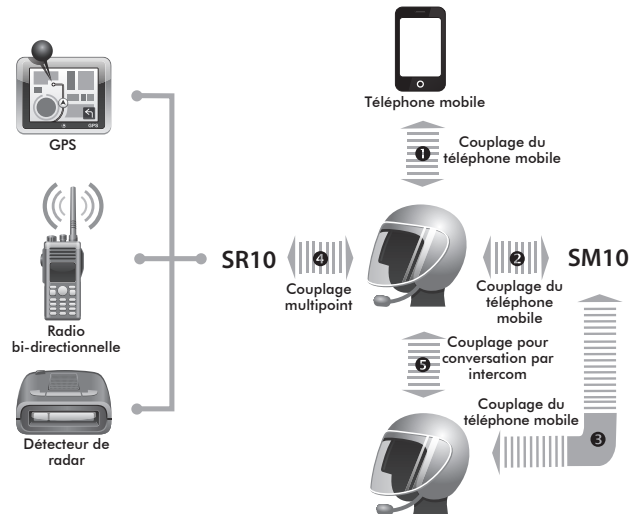 Téléphone mobile
GPS
GPS
❶
Couplage du
téléphone mobile
Radio
bi-directionnelle
SR10
❹
Couplage
multipoint
❷
Couplage du
téléphone
mobile
SM10
❺
Couplage pour
conversation par
intercom
Couplage du
téléphone mobile
❸
Détecteur de
radar